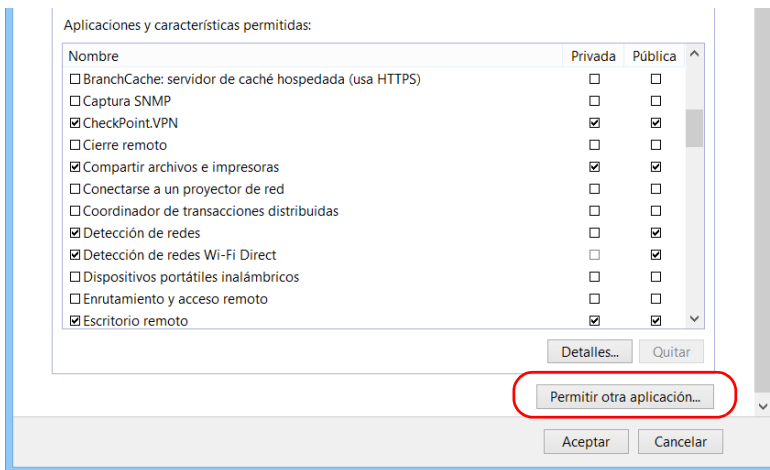 Aplicaciones y características permitidas:
Nombre Privada Pública
BranchCache: servidor de caché hospedada (usa HTTPS)
Captura SNMP
CheckPoint.VPN
Cierre remoto
Compartir archivos e impresoras
Conectarse a un proyector de red
Coordinador de transacciones distribuidas
Detección de redes
Detección de redes Wi-Fi Direct
Dispositivos portátiles inalámbricos
Enrutamiento y acceso remoto
Escritorio remoto
Detalles... Quitar
Permitir otra aplicación...
Aceptar Cancelar